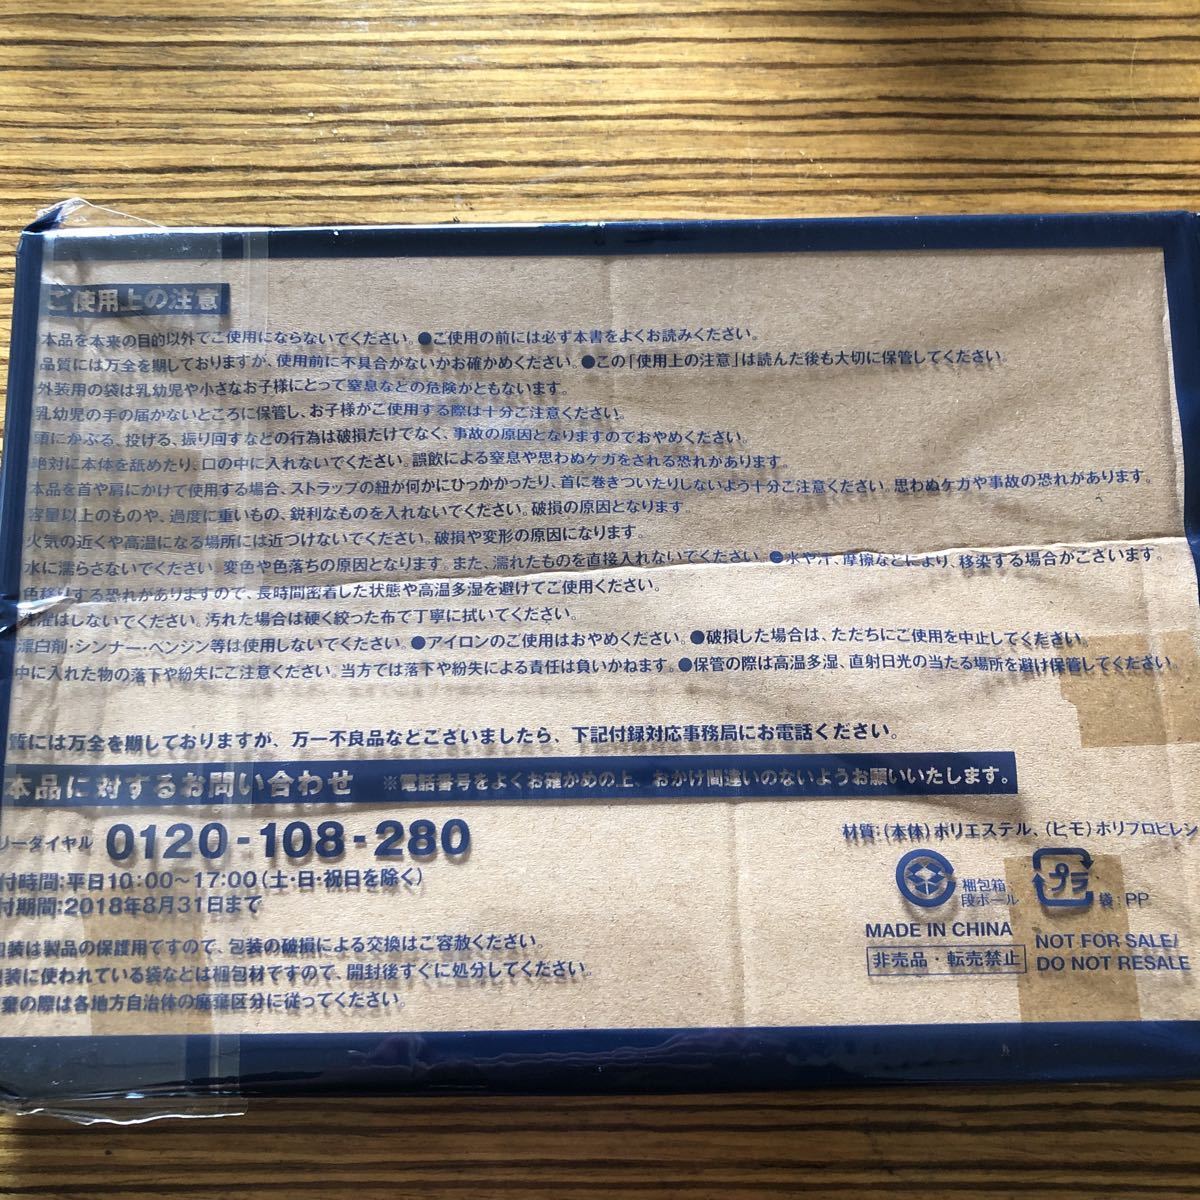 ご使用上の注意
本品を本来の目的以外でご使用にならないでください。●ご使用の前には必ず本書をよくお読みください。
品質には万全を期しておりますが、使用前に不具合がないかお確かめください。●この「使用上の注意」は読んだ後も大切に保管してください。
外装用の袋は乳幼児や小さなお子様にとって窒息などの危険がともないます。
乳幼児の手の届かないところに保管し、お子様がご使用する際は十分ご注意ください。
頭にかぶる、投げる、振り回すなどの行為は破損だけでなく、事故の原因となりますのでおやめください。
絶対に本体を舐めたり、口の中に入れないでください。誤飲による窒息や思わぬケガをされる恐れがあります。
本品を首や肩にかけて使用する場合、ストラップの紐が何かにひっかかったり、首に巻きついたりしないよう十分ご注意ください。思わぬケガや事故の恐れがあります。
容量以上のものや、過度に重いもの、鋭利なものを入れないでください。破損の原因となります。
火気の近くや高温になる場所には近づけないでください。破損や変形の原因になります。
水に濡らさないでください。変色や色落ちの原因となります。また、濡れたものを直接入れないでください。●水や汗、摩擦などにより、移染する場合がございます。
色移りする恐れがありますので、長時間密着した状態や高温多湿を避けてご使用ください。
洗濯はしないでください。汚れた場合は硬く絞った布で丁寧に拭いてください。
漂白剤・シンナー・ベンジン等は使用しないでください。●アイロンのご使用はおやめください。●破損した場合は、ただちにご使用を中止してください。
中に入れた物の落下や紛失にご注意ください。当方では落下や紛失による責任は負いかねます。●保管の際は高温多湿、直射日光の当たる場所を避け保管してください。
質には万全を期しておりますが、万一不良品などございましたら、下記付録対応事務局にお電話ください。
本品に対するお問い合わせ ※電話番号をよくお確かめの上、おかけ間違いのないようお願いいたします。
リーダイヤル 0120-108-280
付時間:平日10:00〜17:00(土・日・祝日を除く)
付期間:2018年8月31日まで
包装は製品の保護用ですので、包装の破損による交換はご容赦ください。
包装に使われている袋などは梱包材ですので、開封後すぐに処分してください。
棄の際は各地方自治体の廃棄区分に従ってください。
材質:(本体)ポリエステル、(ヒモ)ポリプロピレン
梱包箱:
段ボール
プラ
袋:PP
MADE IN CHINA
非売品・転売禁止
NOT FOR SALE/
DO NOT RESALE